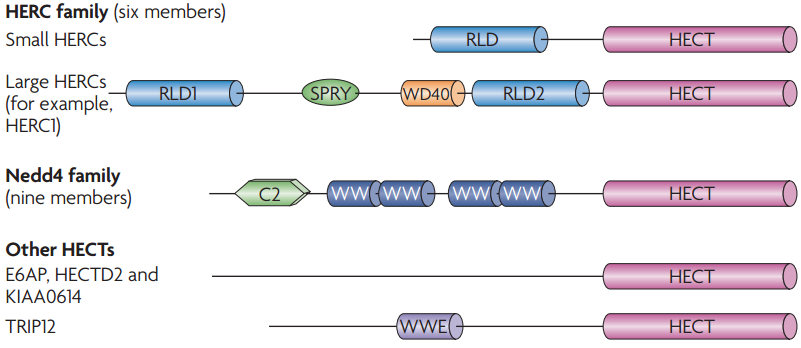 HERC family (six members)
Small HERCs
RLD HECT
Large HERCs
(for example,
HERC1)
RLD1 SPRY WD40 RLD2 HECT
Nedd4 family
(nine members)
C2 WW WW WW WW HECT
Other HECTs
E6AP, HECTD2 and
KIAA0614
HECT
TRIP12
WWE HECT